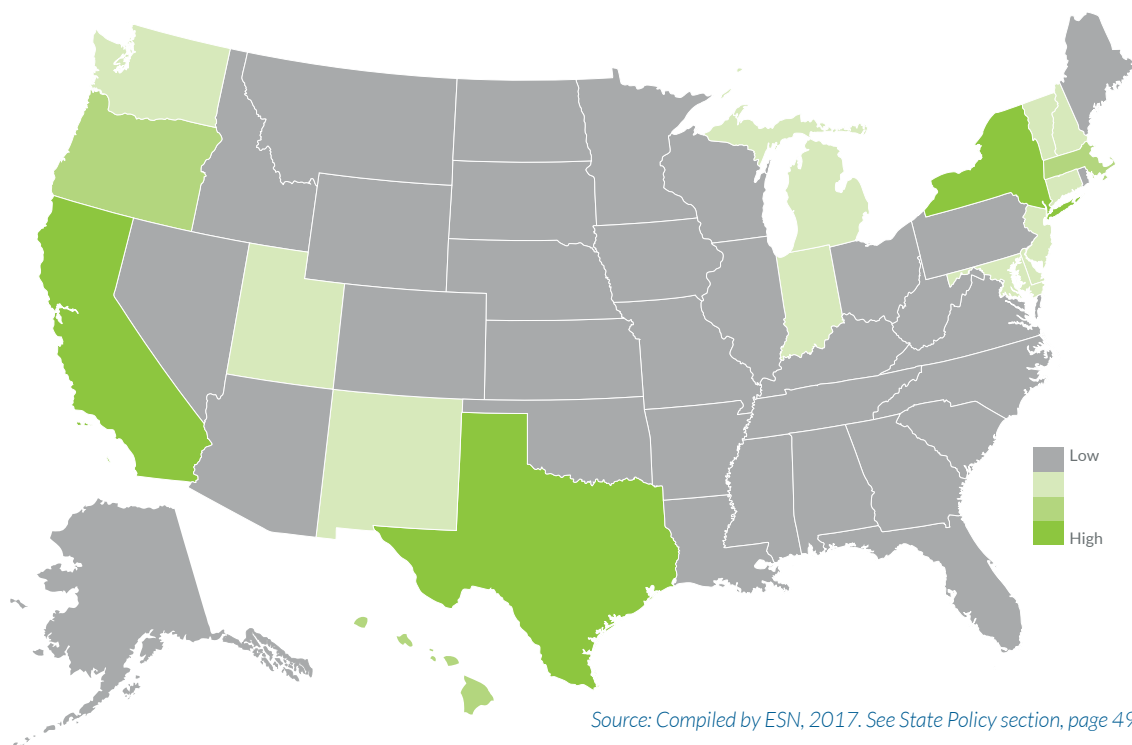 Low
High
Source: Compiled by ESN, 2017. See State Policy section, page 49